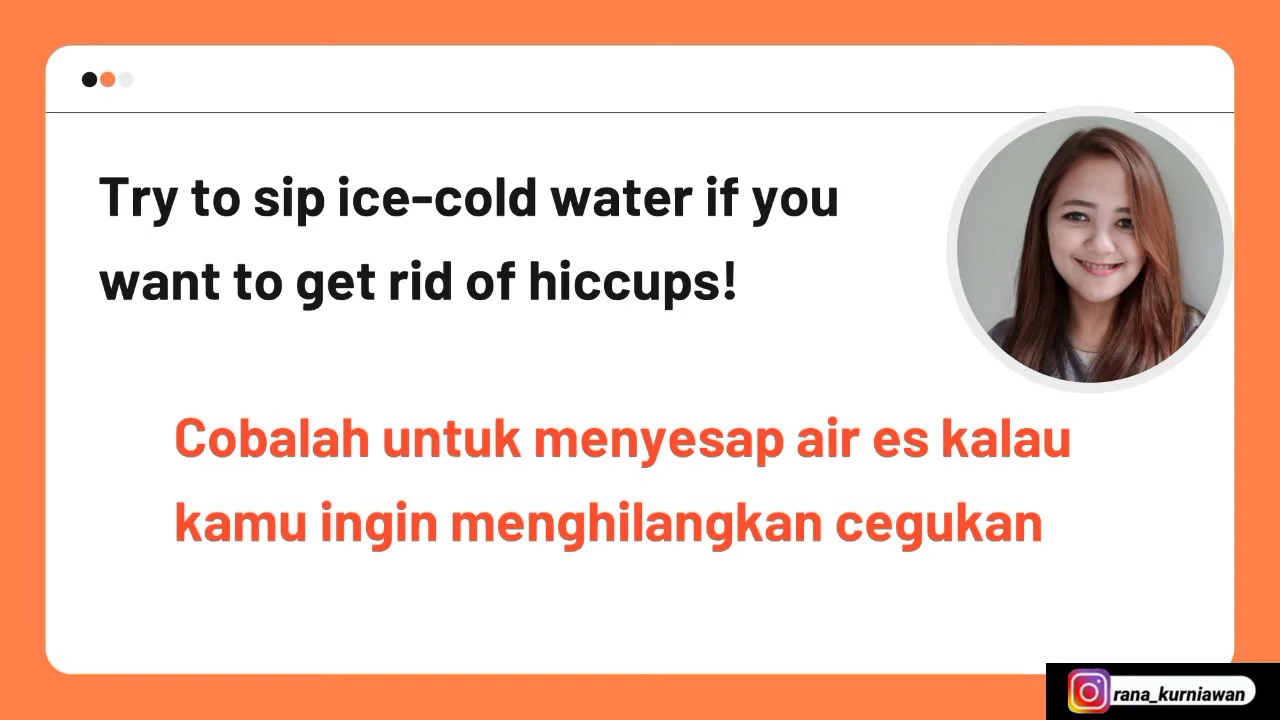 Try to sip ice-cold water if you
want to get rid of hiccups!
Cobalah untuk menyesap air es kalau
kamu ingin menghilangkan cegukan
rana_kurniawan